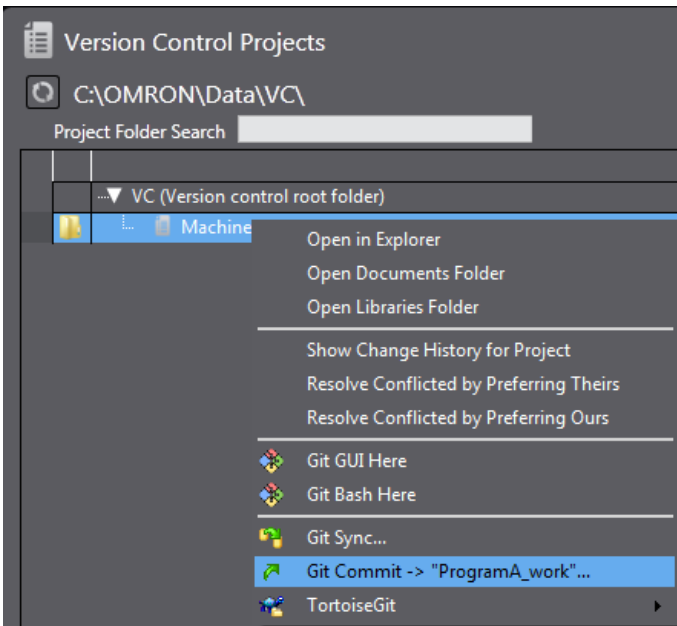 Version Control Projects
C:\OMRON\Data\VC\
Project Folder Search
VC (Version control root folder)
Machine
Open in Explorer
Open Documents Folder
Open Libraries Folder
Show Change History for Project
Resolve Conflicted by Preferring Theirs
Resolve Conflicted by Preferring Ours
Git GUI Here
Git Bash Here
Git Sync...
Git Commit -> "ProgramA_work"...
TortoiseGit